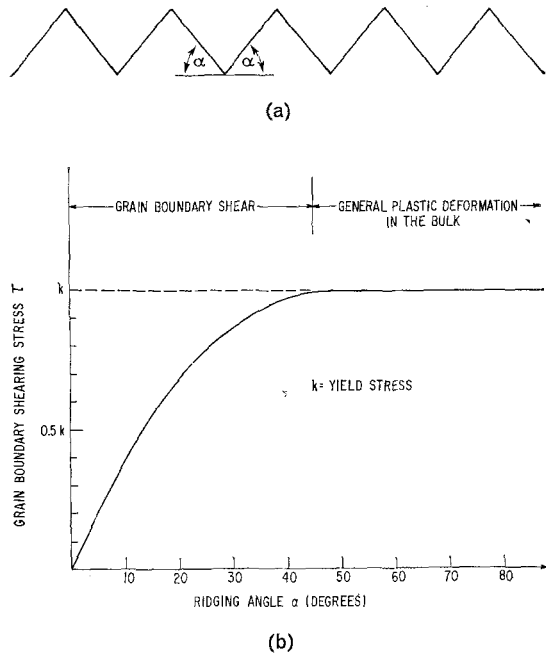 α α
(a)
GRAIN BOUNDARY SHEAR
GENERAL PLASTIC DEFORMATION
IN THE BULK
GRAIN BOUNDARY SHEARING STRESS τ
k
0.5 k
k = YIELD STRESS
10 20 30 40 50 60 70 80
RIDGING ANGLE α (DEGREES)
(b)